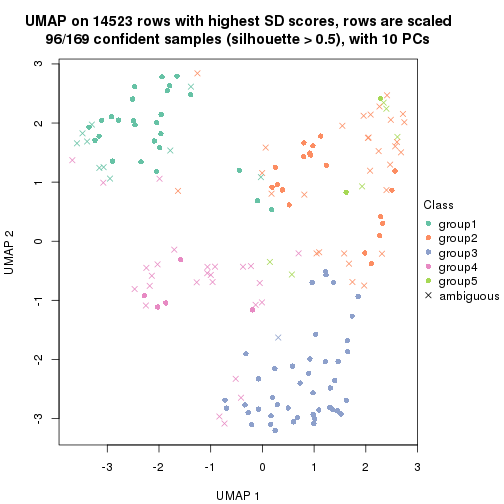 UMAP on 14523 rows with highest SD scores, rows are scaled
96/169 confident samples (silhouette > 0.5), with 10 PCs
3
2
1
0
-1
-2
-3
UMAP 2
-3
-2
-1
0
1
2
3
UMAP 1
Class
group1
group2
group3
group4
group5
ambiguous